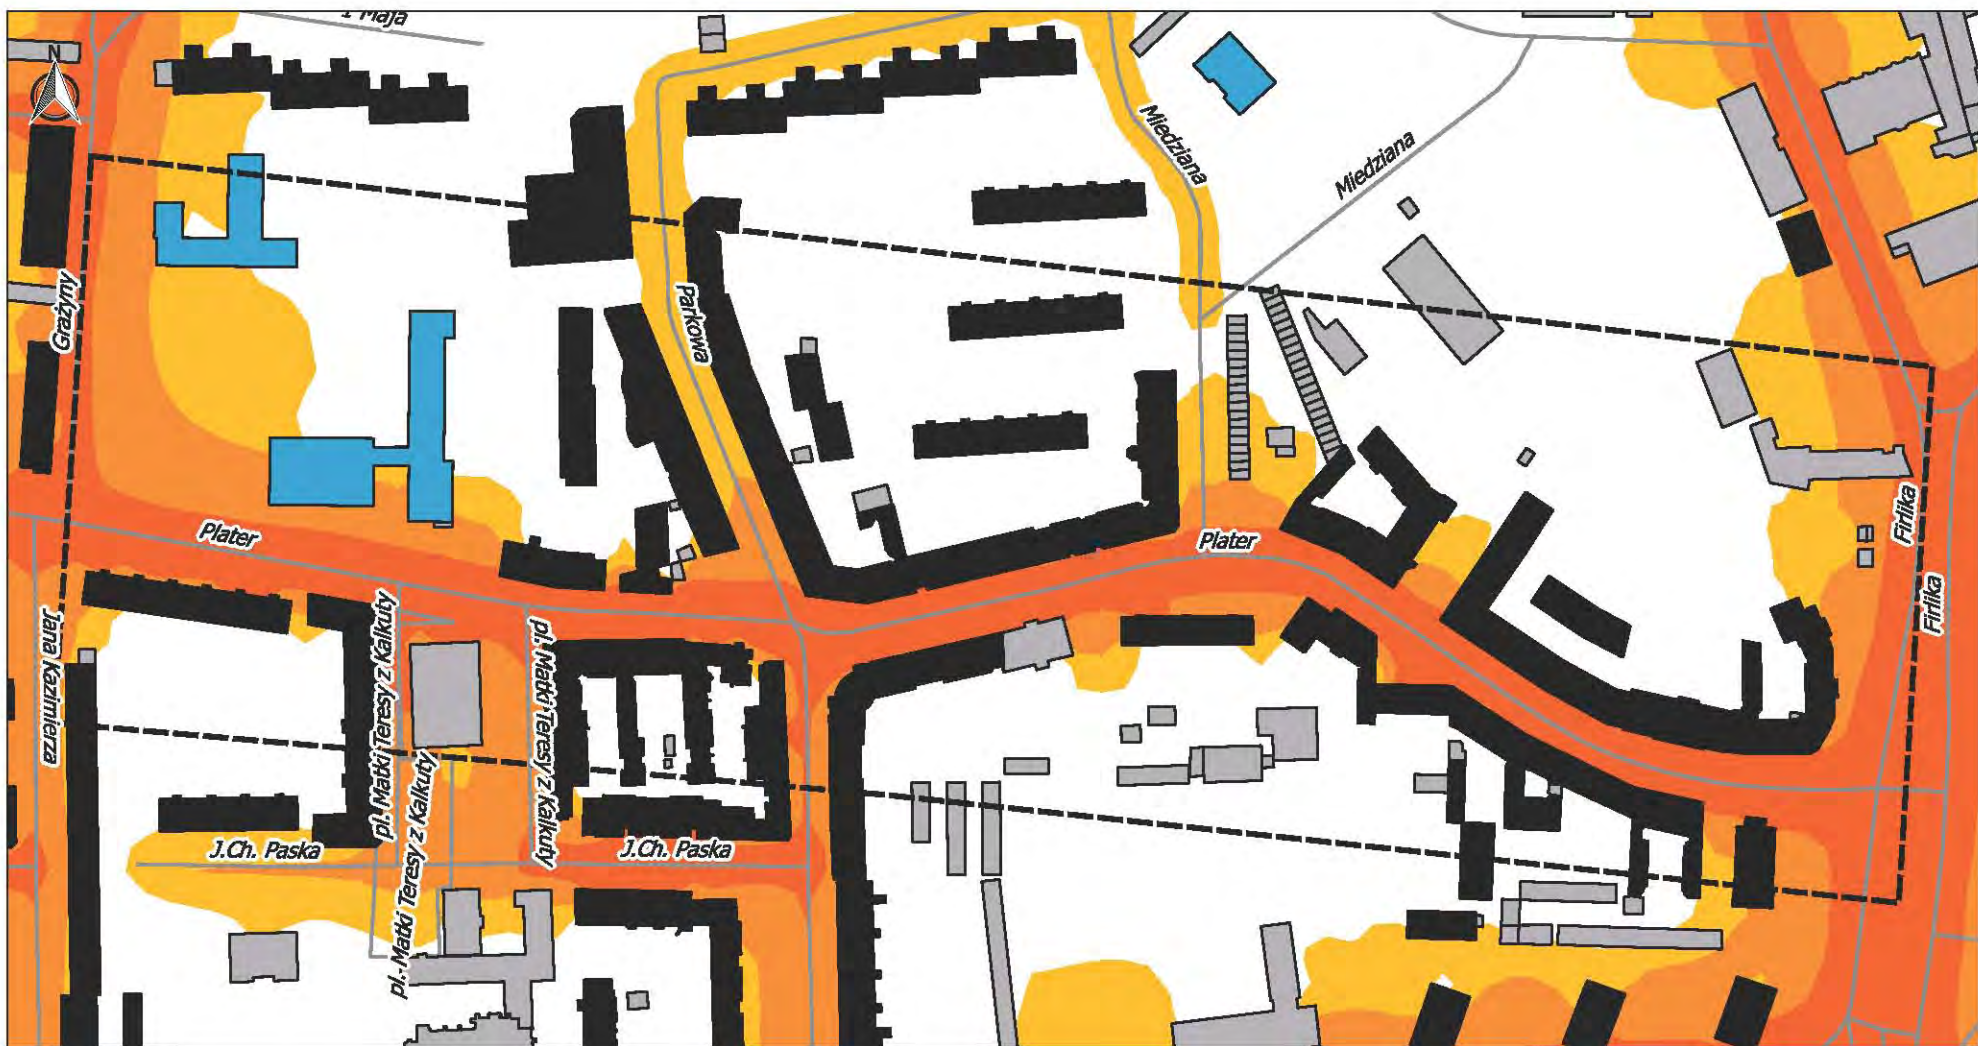 1 Maja
N
Miedziana
Miedziana
Grażyny
Parkowa
Plater
Plater
Firlika
Firlika
Jana Kazimierza
pl. Matki Teresy z Kalkuty
pl. Matki Teresy z Kalkuty
pl. Matki Teresy z Kalkuty
J.Ch. Paska
J.Ch. Paska